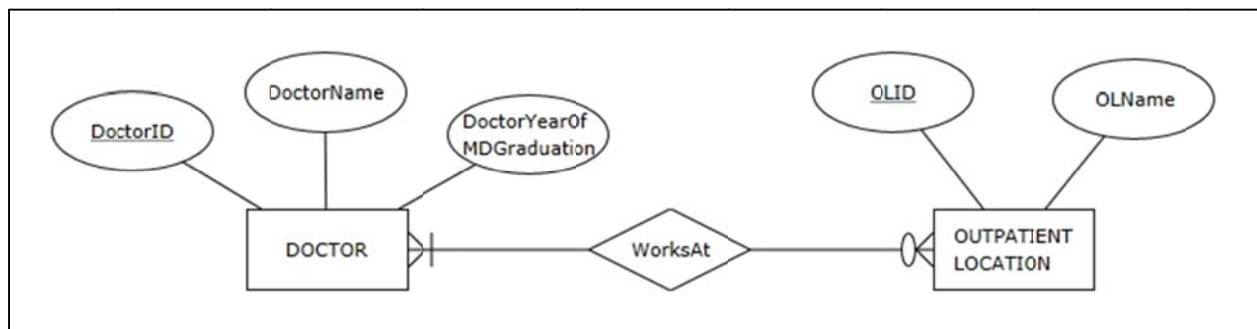 DoctorID
DoctorName
DoctorYearOf
MDGraduation
OLID
OLName
DOCTOR
WorksAt
OUTPATIENT
LOCATION